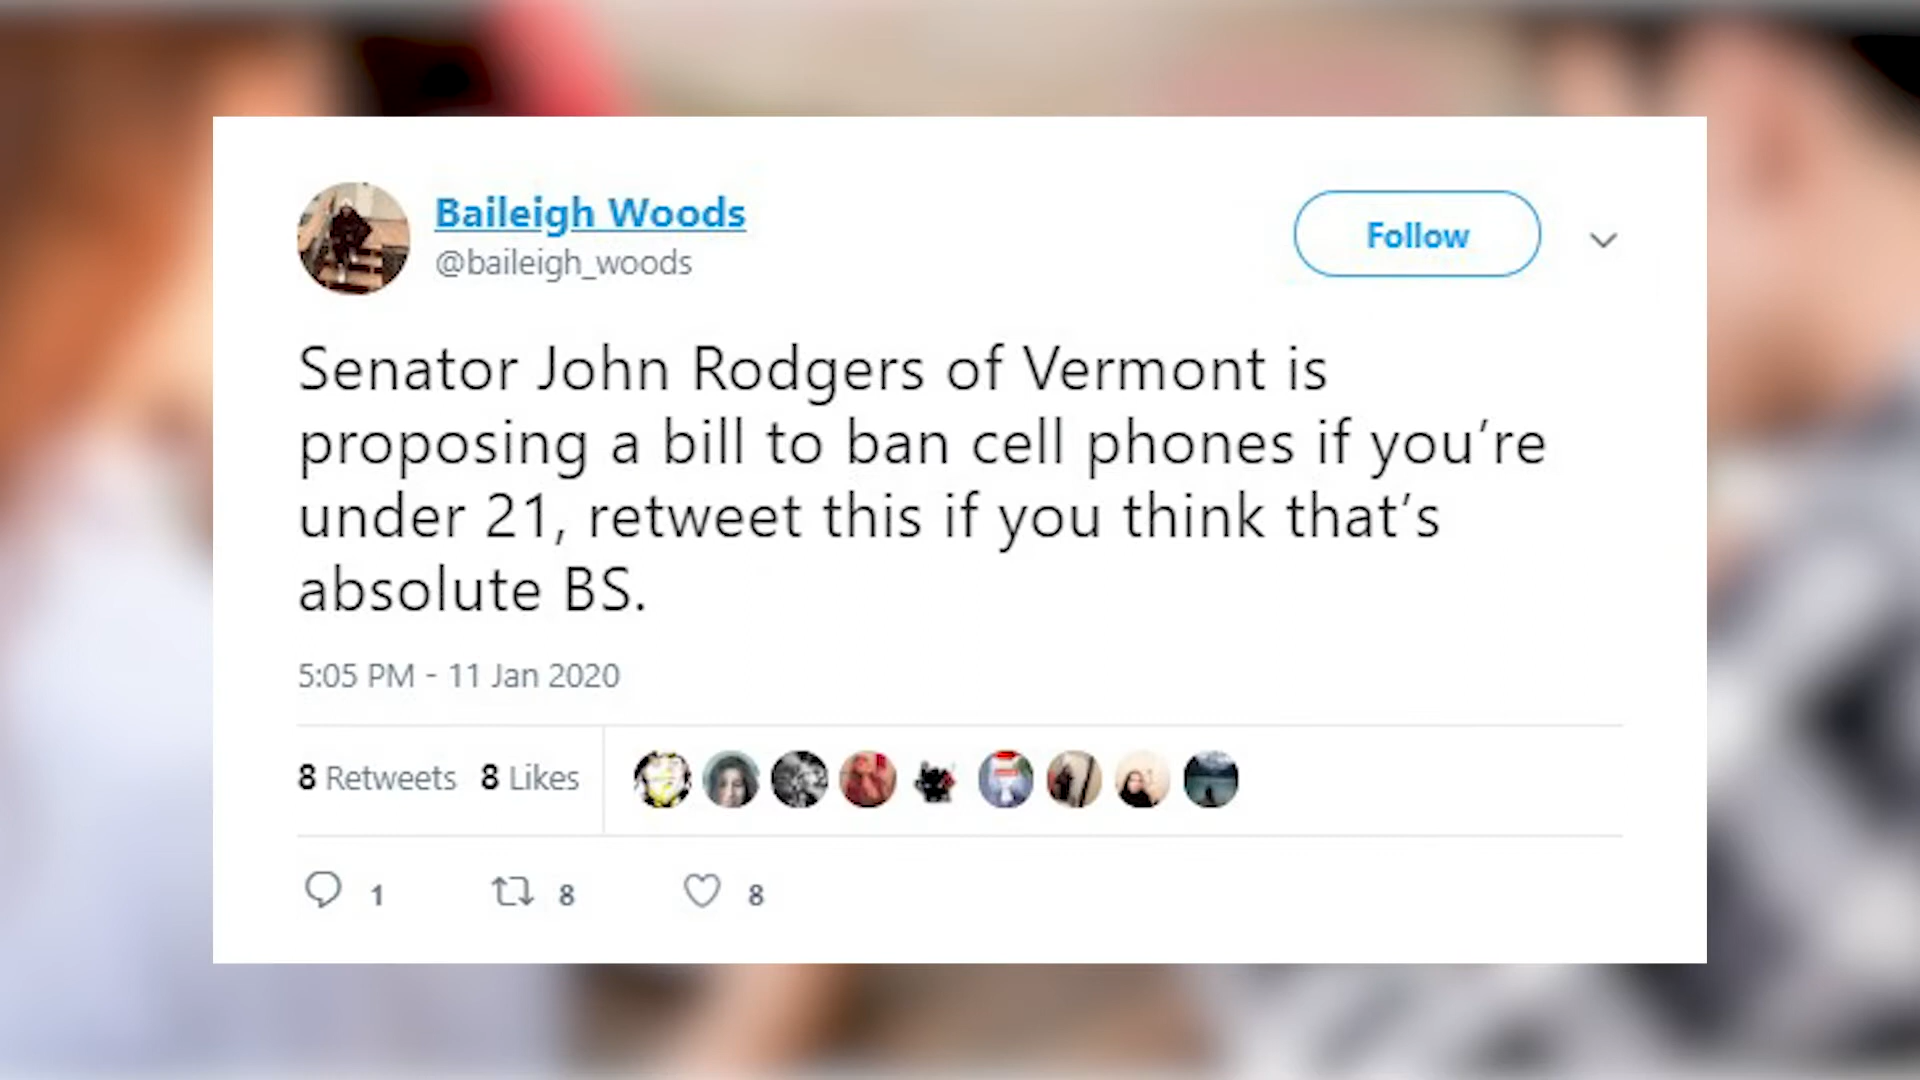 Baileigh Woods
@baileigh_woods
Follow
Senator John Rodgers of Vermont is
proposing a bill to ban cell phones if you’re
under 21, retweet this if you think that’s
absolute BS.
5:05 PM - 11 Jan 2020
8 Retweets 8 Likes
1 8 8